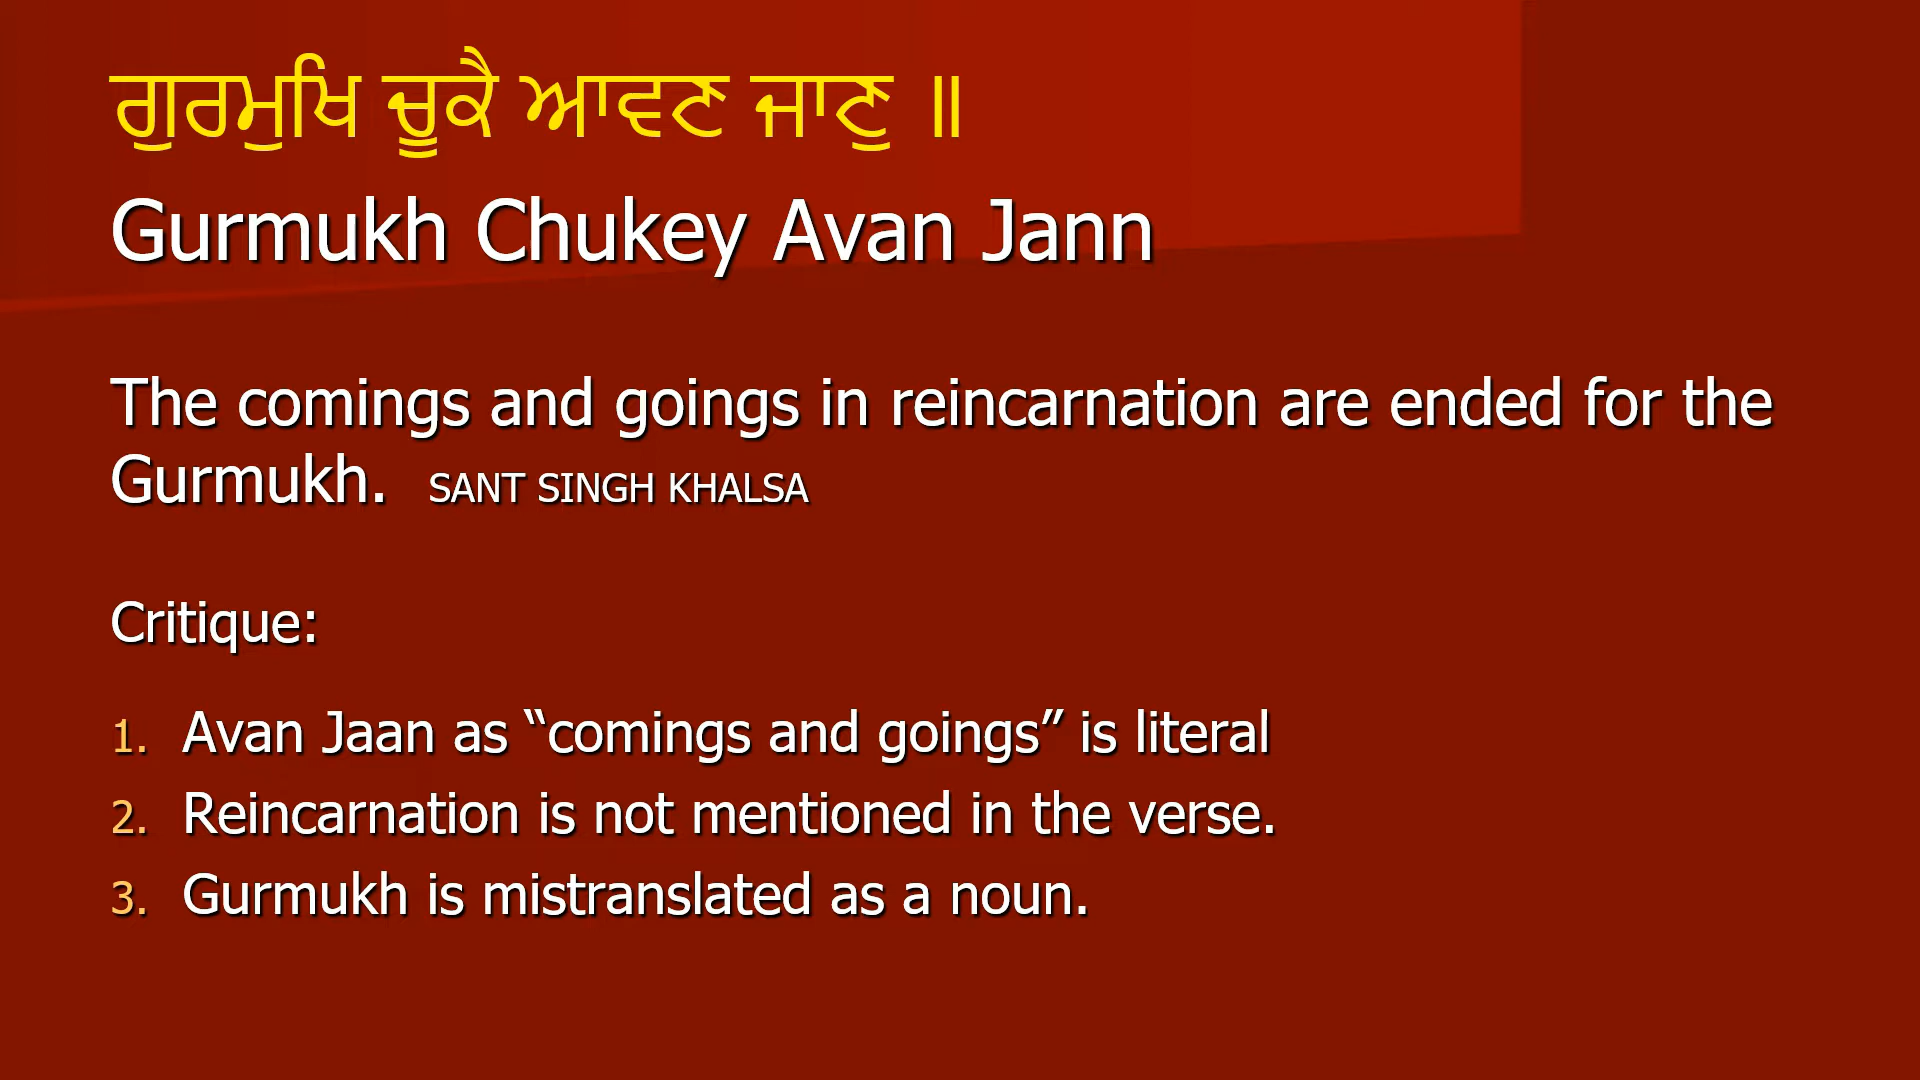 ਗੁਰਮੁਖਿ ਚੂਕੈ ਆਵਣ ਜਾਣੁ ॥
Gurmukh Chukey Avan Jann
The comings and goings in reincarnation are ended for the
Gurmukh. SANT SINGH KHALSA
Critique:
1. Avan Jaan as “comings and goings” is literal
2. Reincarnation is not mentioned in the verse.
3. Gurmukh is mistranslated as a noun.